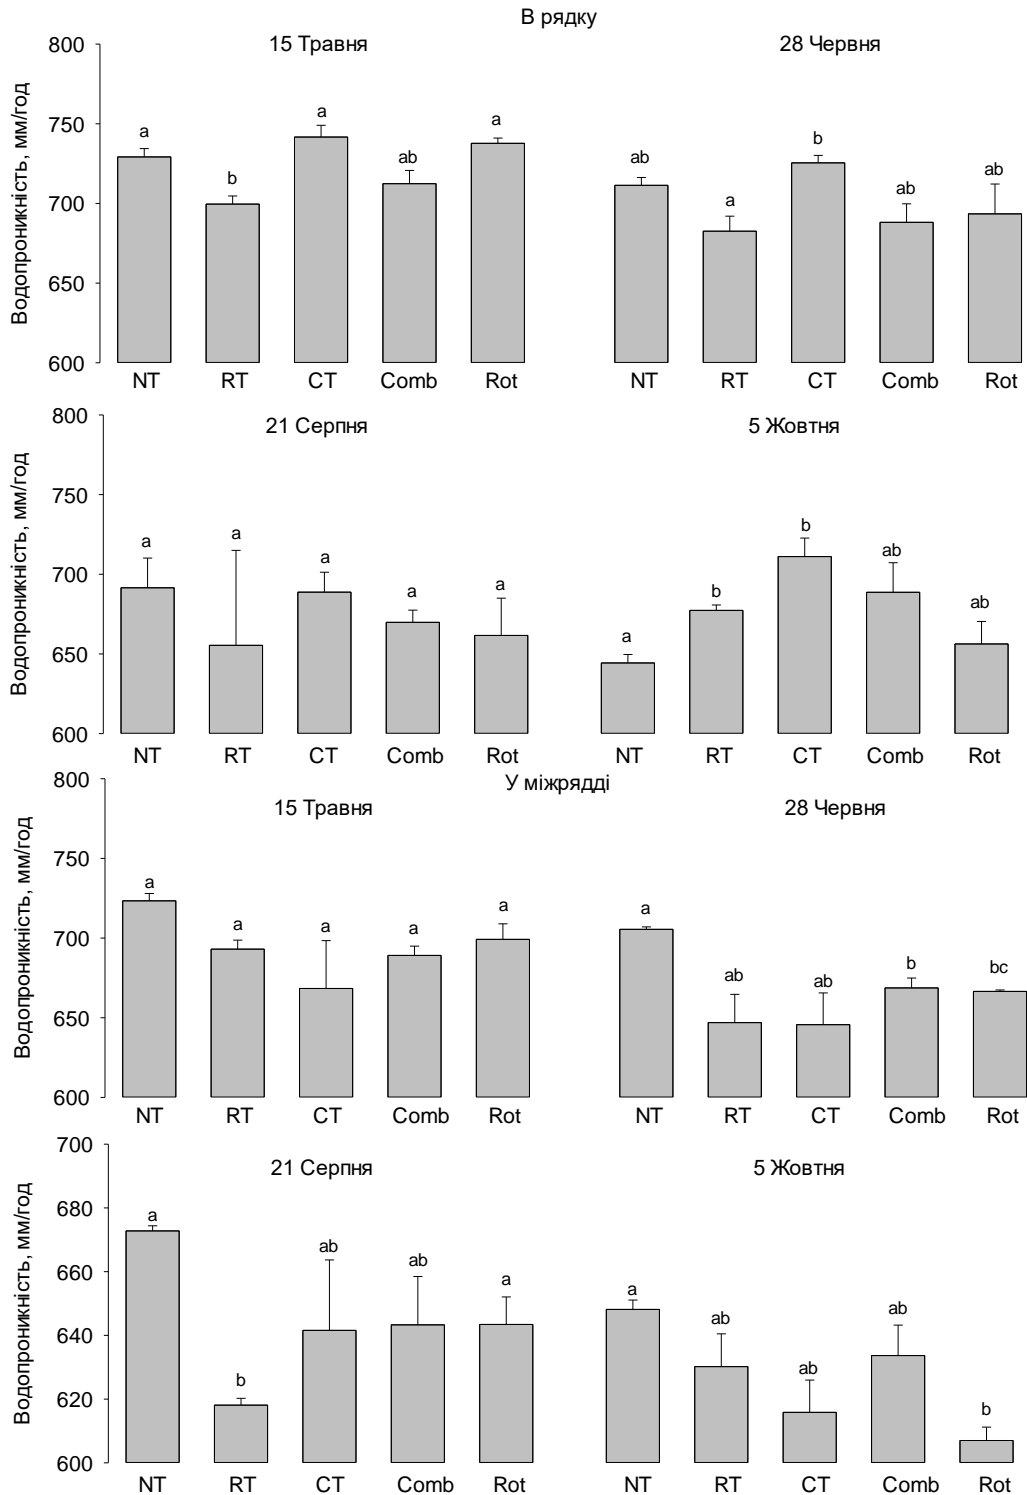 В рядку
15 Травня
28 Червня
Водопроникність, мм/год
800
750
700
650
600
a
b
a
ab
a
ab
a
b
ab
ab
NT RT CT Comb Rot NT RT CT Comb Rot
21 Серпня
5 Жовтня
Водопроникність, мм/год
800
750
700
650
600
a
a
a
a
a
a
b
b
ab
ab
NT RT CT Comb Rot NT RT CT Comb Rot
У міжрядді
15 Травня
28 Червня
Водопроникність, мм/год
800
750
700
650
600
a
a
a
a
a
a
ab
ab
b
bc
NT RT CT Comb Rot NT RT CT Comb Rot
21 Серпня
5 Жовтня
Водопроникність, мм/год
700
680
660
640
620
600
a
b
ab
ab
a
a
ab
ab
ab
b
NT RT CT Comb Rot NT RT CT Comb Rot